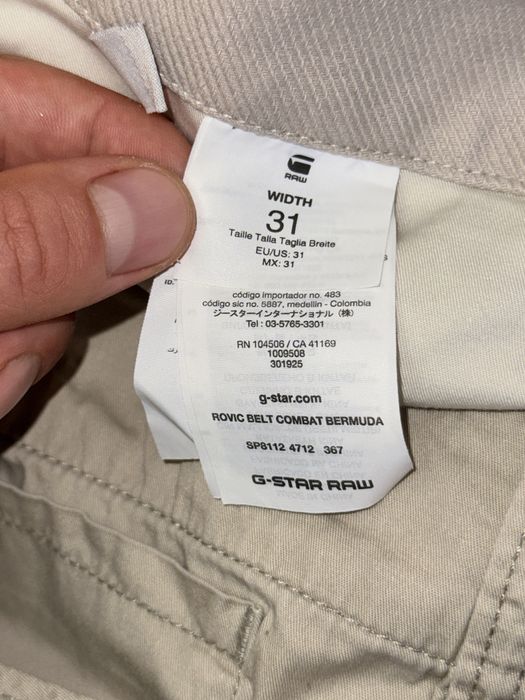 RAW
WIDTH
31
Taille Talla Taglia Breite
EU/US: 31
MX: 31
código importador no. 483
código sic no. 5887, medellin - Colombia
ジースターインターナショナル (株)
Tel : 03-5765-3301
RN 104506 / CA 41169
1009508
301925
g-star.com
ROVIC BELT COMBAT BERMUDA
SP8112 4712 367
G-STAR RAW